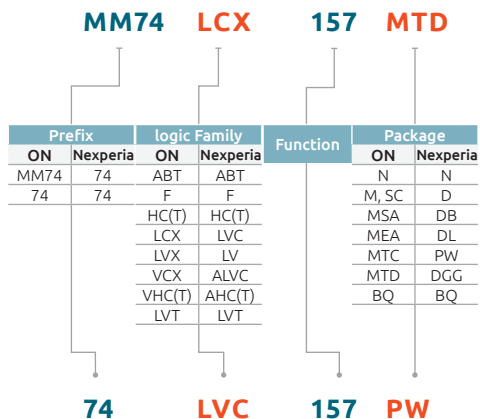 MM74 LCX 157 MTD
Prefix logic Family Function Package
ON Nexperia ON Nexperia ON Nexperia
MM74 74 ABT ABT N N
74 74 F F M, SC D
HC(T) HC(T) MSA DB
LCX LVC MEA DL
LVX LV MTC PW
VCX ALVC MTD DGG
VHC(T) AHC(T) BQ BQ
LVT LVT
74 LVC 157 PW